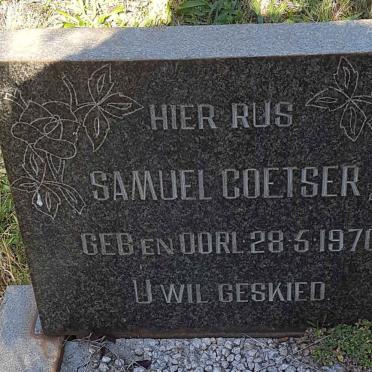 HIER RUS
SAMUEL COETSER
GEB EN OORL 28·5·1970
U WIL GESKIED.